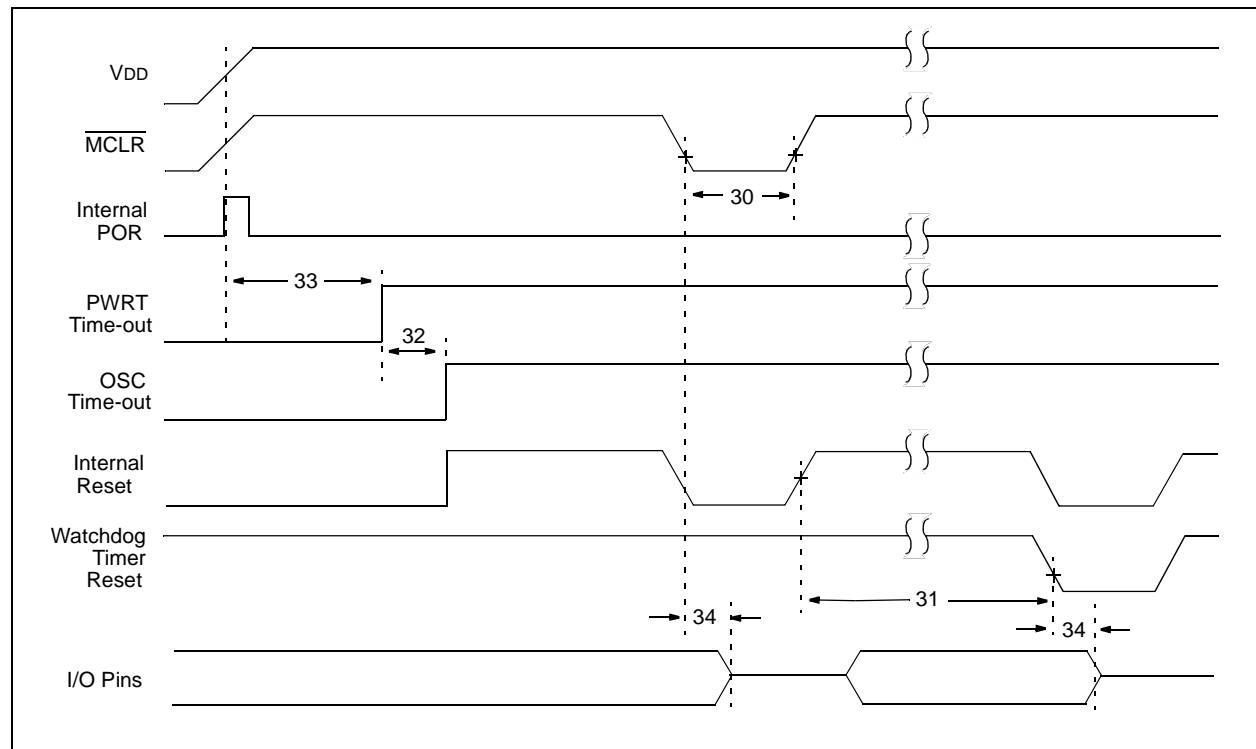 VDD
MCLR
30
Internal
POR
33
PWRT
Time-out
32
OSC
Time-out
Internal
Reset
Watchdog
Timer
Reset
31
34
34
I/O Pins